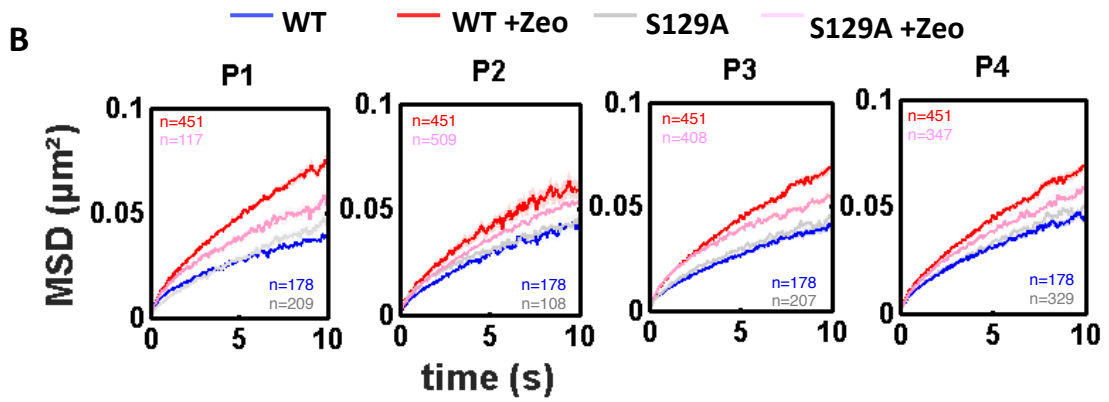 B
WT WT +Zeo S129A S129A +Zeo
P1 P2 P3 P4
MSD (µm²)
0.1 0.1 0.1 0.1
n=451 n=451 n=451 n=451
n=117 n=509 n=408 n=347
0.05 0.05 0.05 0.05
n=178 n=178 n=178 n=178
n=209 n=108 n=207 n=329
0 0 0 0
0 5 10 0 5 10 0 5 10 0 5 10
time (s)